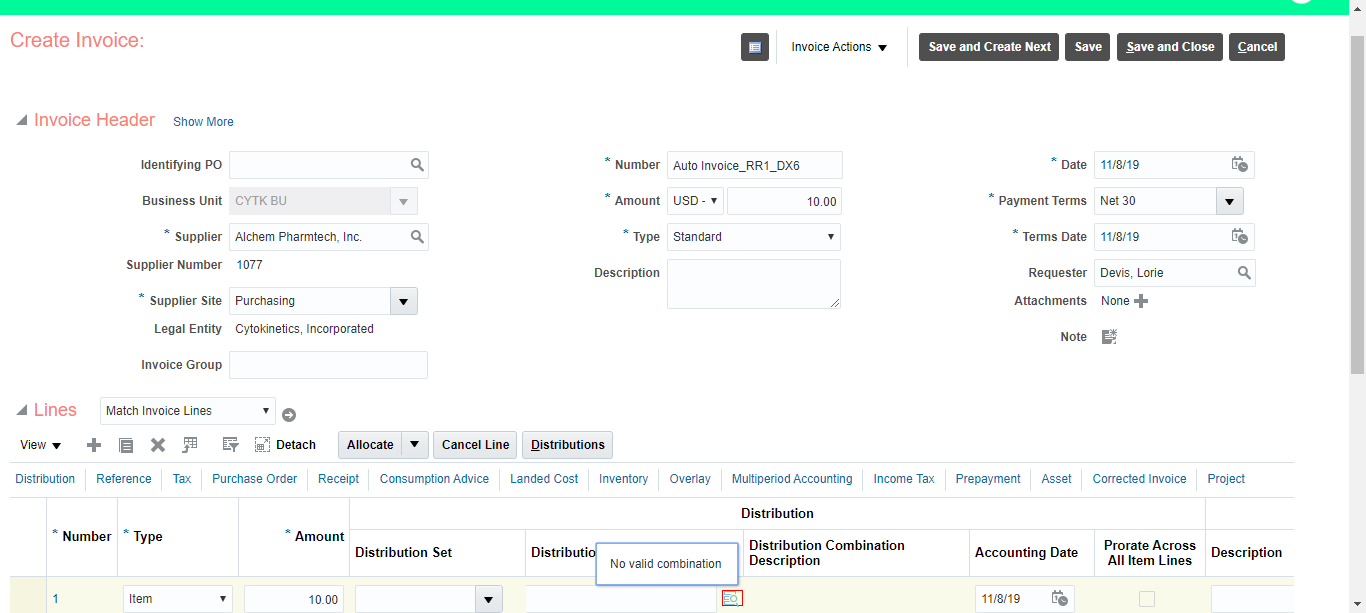 Create Invoice:
Invoice Actions
Save and Create Next
Save
Save and Close
Cancel
Invoice Header
Show More
Identifying PO
Business Unit CYTK BU
* Supplier Alchem Pharmtech, Inc.
Supplier Number 1077
* Supplier Site Purchasing
Legal Entity Cytokinetics, Incorporated
Invoice Group
* Number Auto Invoice_RR1_DX6
* Amount USD - 10.00
* Type Standard
Description
* Date 11/8/19
* Payment Terms Net 30
* Terms Date 11/8/19
Requester Devis, Lorie
Attachments None
Note
Lines
Match Invoice Lines
View
Detach
Allocate
Cancel Line
Distributions
Distribution Reference Tax Purchase Order Receipt Consumption Advice Landed Cost Inventory Overlay Multiperiod Accounting Income Tax Prepayment Asset Corrected Invoice Project
Distribution
* Number
* Type
* Amount
Distribution Set
Distributio
No valid combination
Distribution Combination
Description
Accounting Date
Prorate Across
All Item Lines
Description
1 Item 10.00 11/8/19